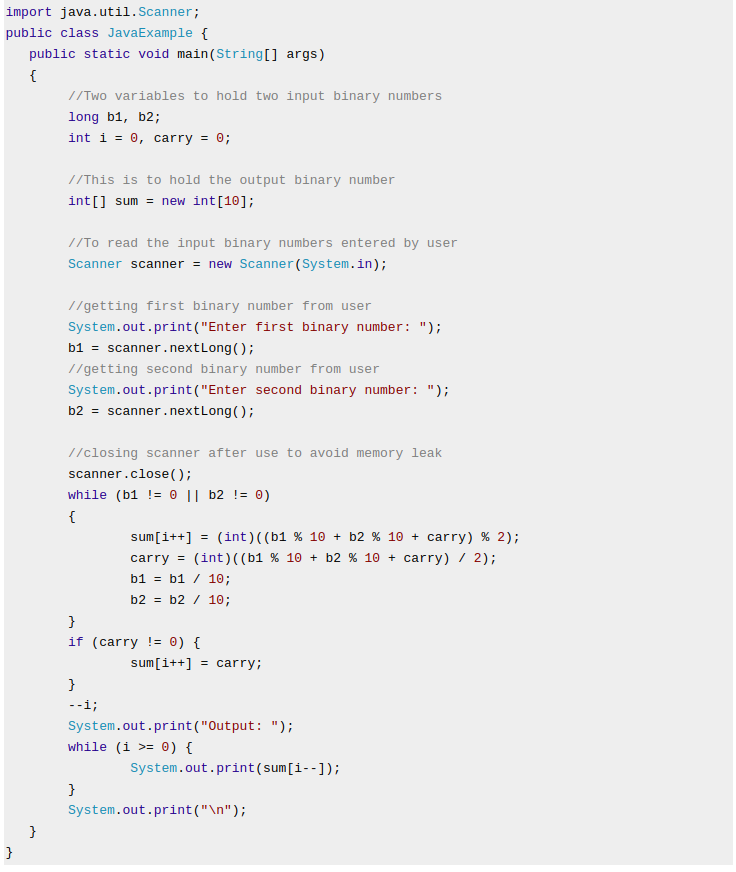 import java.util.Scanner;
public class JavaExample {
   public static void main(String[] args)
   {
        //Two variables to hold two input binary numbers
        long b1, b2;
        int i = 0, carry = 0;

        //This is to hold the output binary number
        int[] sum = new int[10];

        //To read the input binary numbers entered by user
        Scanner scanner = new Scanner(System.in);

        //getting first binary number from user
        System.out.print("Enter first binary number: ");
        b1 = scanner.nextLong();
        //getting second binary number from user
        System.out.print("Enter second binary number: ");
        b2 = scanner.nextLong();

        //closing scanner after use to avoid memory leak
        scanner.close();
        while (b1 != 0 || b2 != 0)
        {
                sum[i++] = (int)((b1 % 10 + b2 % 10 + carry) % 2);
                carry = (int)((b1 % 10 + b2 % 10 + carry) / 2);
                b1 = b1 / 10;
                b2 = b2 / 10;
        }
        if (carry != 0) {
                sum[i++] = carry;
        }
        --i;
        System.out.print("Output: ");
        while (i >= 0) {
                System.out.print(sum[i--]);
        }
        System.out.print("\n");
   }
}